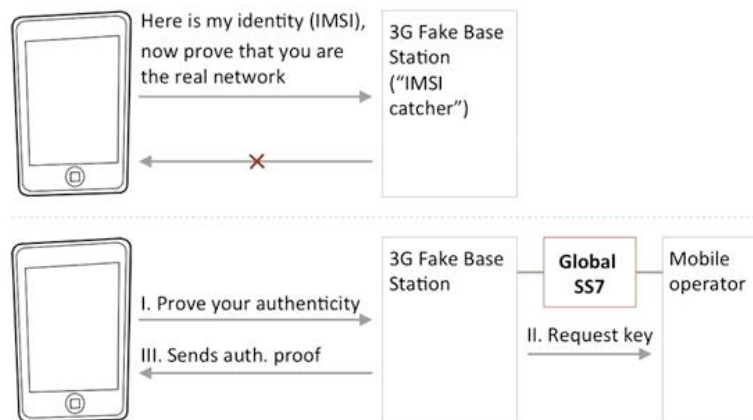 Here is my identity (IMSI),
now prove that you are
the real network
3G Fake Base
Station
(“IMSI
catcher”)
3G Fake Base
Station
Global
SS7
Mobile
operator
I. Prove your authenticity
II. Request key
III. Sends auth. proof